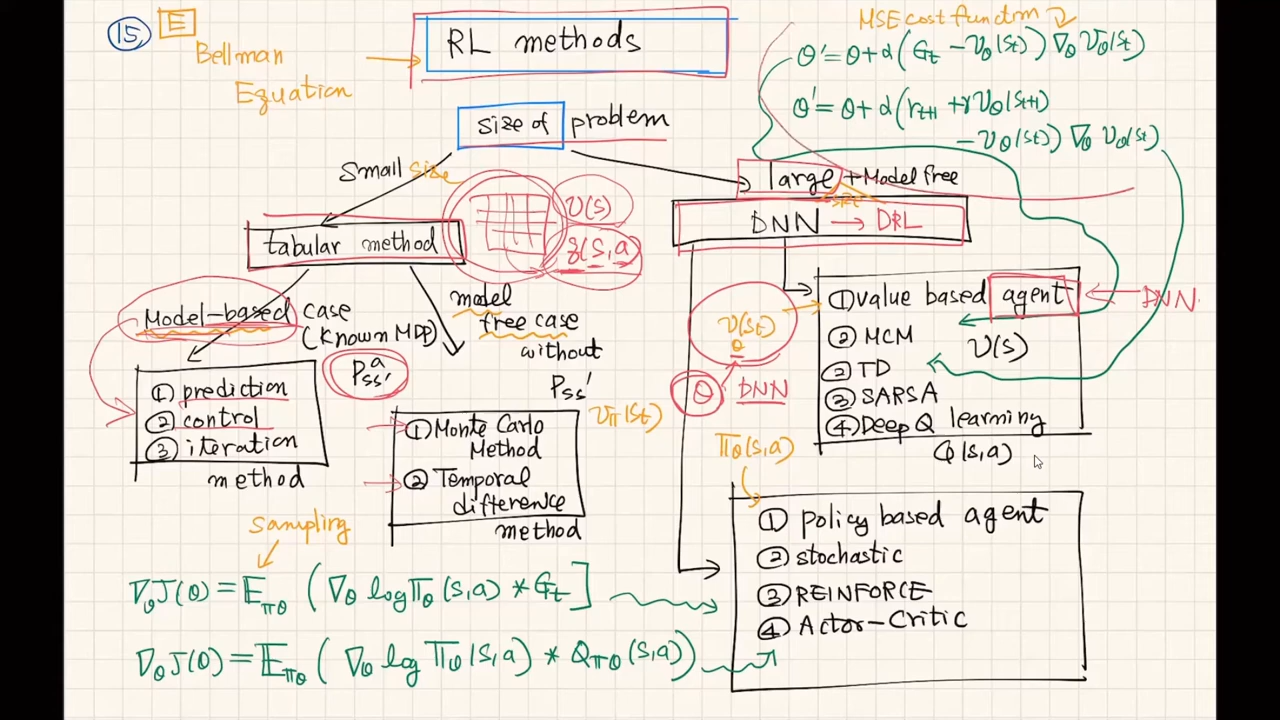 15 E
Bellman
Equation
RL methods
MSE cost function
θ' = θ + α (Gt - Vθ(St)) ∇θ Vθ(St)
θ' = θ + α (rt+1 + γ Vθ(St+1)
- Vθ(St)) ∇θ Vθ(St)
size of problem
Small size
large + Model free
size
tabular method
V(s)
q(s,a)
DNN → DRL
Model-based case
(Known MDP)
Pᵃss'
model
free case
without
Pss'
① prediction
② control
③ iteration
method
① Monte Carlo
Method
② Temporal
difference
method
Vπ(St)
V(St)
θ
θ DNN
① value based agent
DNN
② MCM
V(s)
② TD
③ SARSA
④ Deep Q learning
Q(s,a)
πθ(s,a)
① policy based agent
② stochastic
③ REINFORCE
④ Actor-Critic
Sampling
∇θJ(θ) = Eπθ (∇θ log πθ(s,a) * Gt]
∇θJ(θ) = Eπθ (∇θ log πθ(s,a) * Qπθ(s,a))